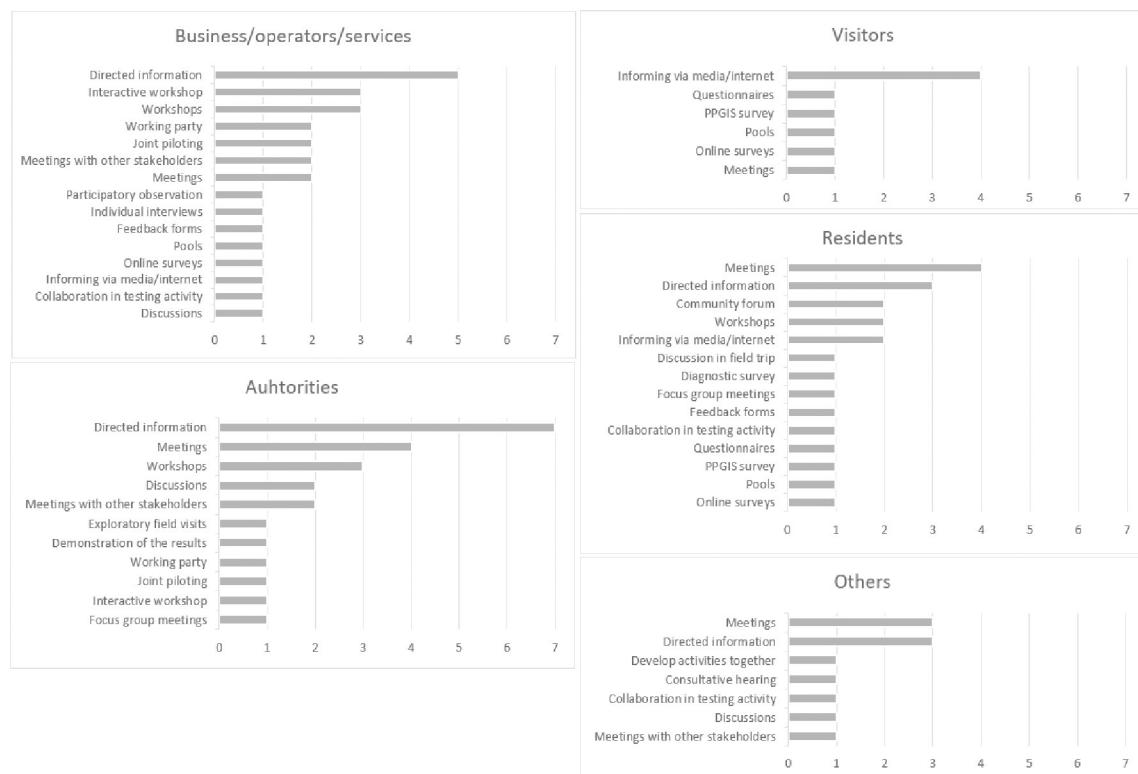 Business/operators/services
Directed information
Interactive workshop
Workshops
Working party
Joint piloting
Meetings with other stakeholders
Meetings
Participatory observation
Individual interviews
Feedback forms
Pools
Online surveys
Informing via media/internet
Collaboration in testing activity
Discussions
0 1 2 3 4 5 6 7
Auhtorities
Directed information
Meetings
Workshops
Discussions
Meetings with other stakeholders
Exploratory field visits
Demonstration of the results
Working party
Joint piloting
Interactive workshop
Focus group meetings
0 1 2 3 4 5 6 7
Visitors
Informing via media/internet
Questionnaires
PPGIS survey
Pools
Online surveys
Meetings
0 1 2 3 4 5 6 7
Residents
Meetings
Directed information
Community forum
Workshops
Informing via media/internet
Discussion in field trip
Diagnostic survey
Focus group meetings
Feedback forms
Collaboration in testing activity
Questionnaires
PPGIS survey
Pools
Online surveys
0 1 2 3 4 5 6 7
Others
Meetings
Directed information
Develop activities together
Consultative hearing
Collaboration in testing activity
Discussions
Meetings with other stakeholders
0 1 2 3 4 5 6 7